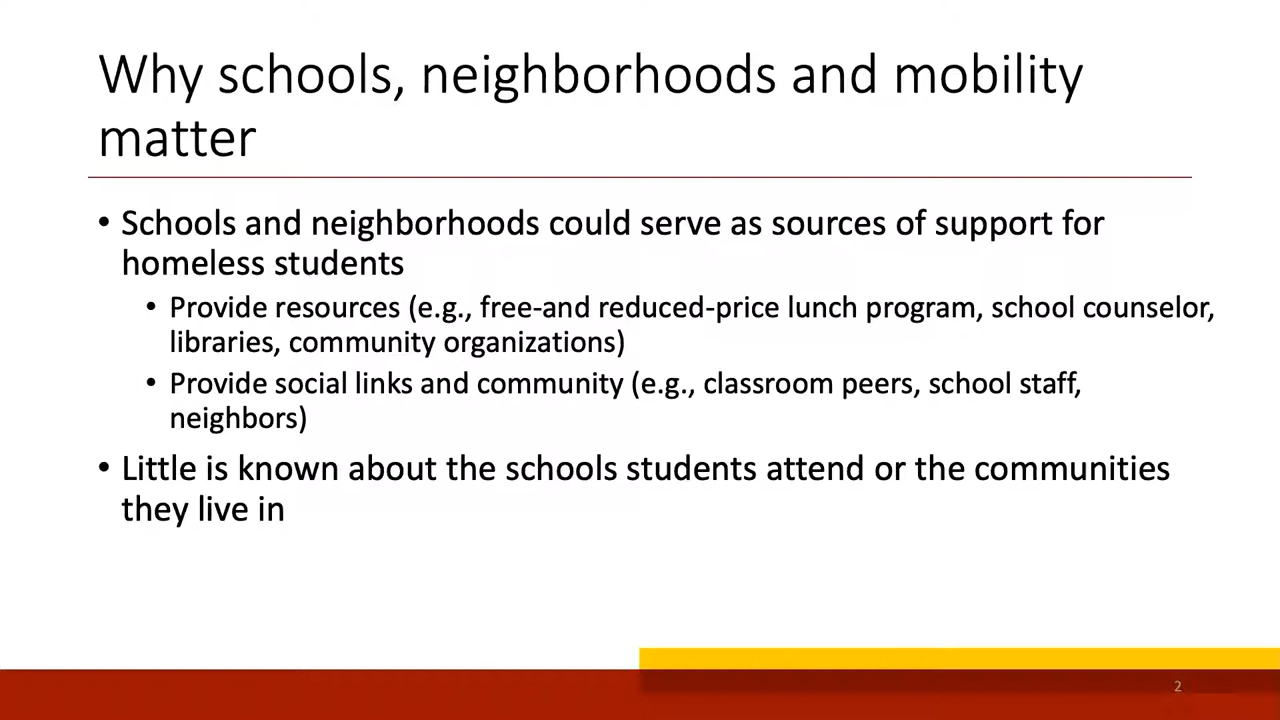 Why schools, neighborhoods and mobility
matter
• Schools and neighborhoods could serve as sources of support for
homeless students
• Provide resources (e.g., free-and reduced-price lunch program, school counselor,
libraries, community organizations)
• Provide social links and community (e.g., classroom peers, school staff,
neighbors)
• Little is known about the schools students attend or the communities
they live in
2